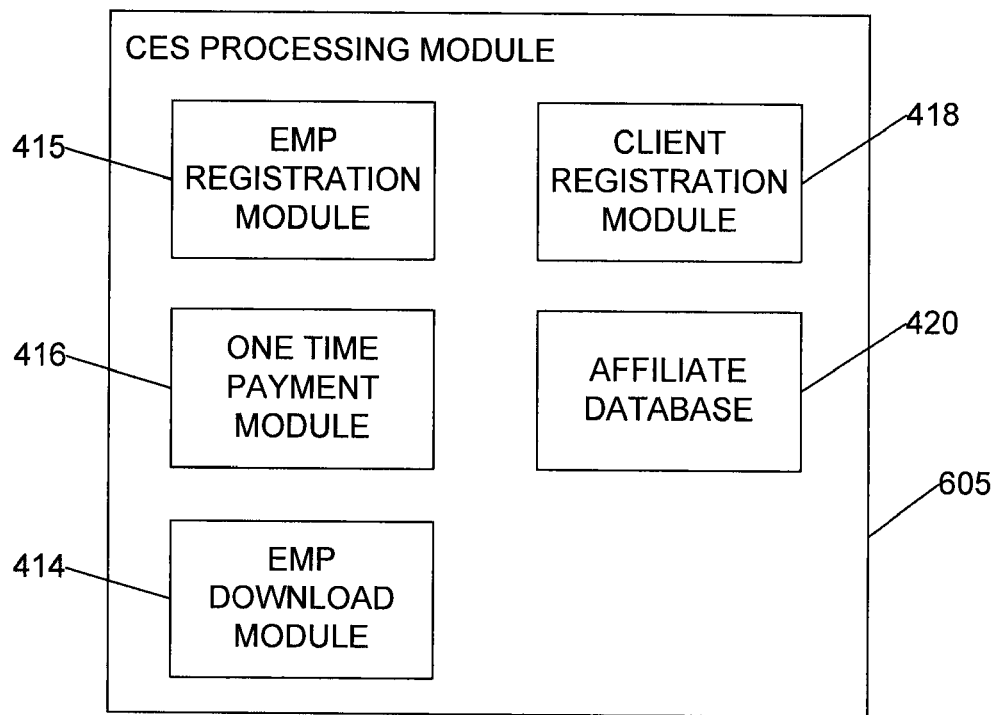 CES PROCESSING MODULE
415
EMP
REGISTRATION
MODULE
CLIENT
REGISTRATION
MODULE
418
416
ONE TIME
PAYMENT
MODULE
AFFILIATE
DATABASE
420
605
414
EMP
DOWNLOAD
MODULE